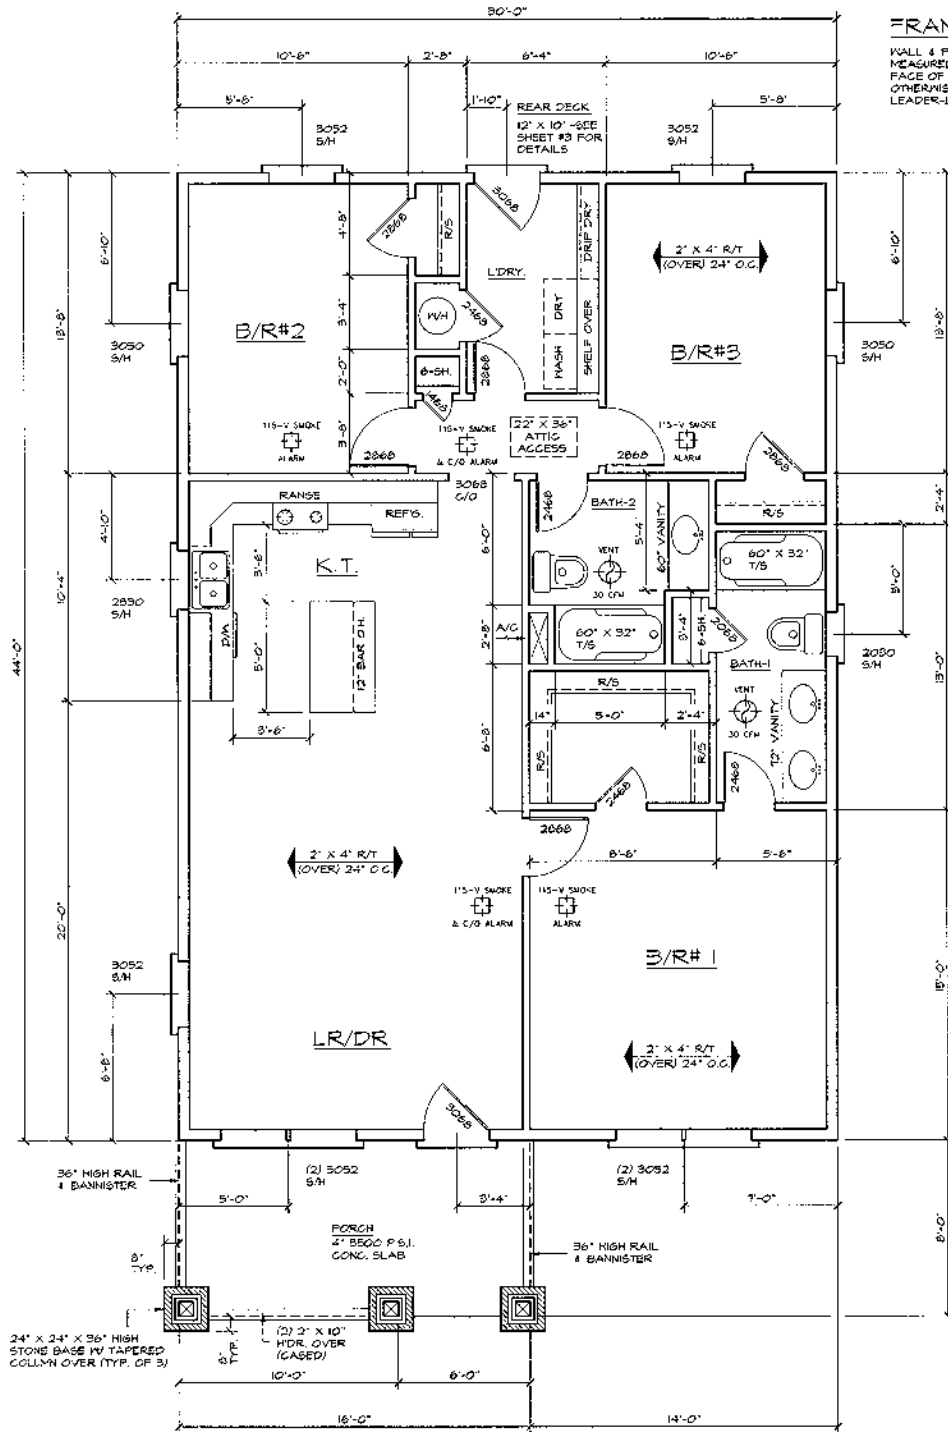 30'-0"
FRAN
WALL & P
MEASURED
FACE OF
OTHERWIS
LEADER-L
10'-6"
2'-8"
6'-4"
10'-6"
5'-8"
1'-10"
5'-8"
REAR DECK
12" X 10' -SEE
SHEET #3 FOR
DETAILS
3052
S/H
3052
S/H
3068
2868
R/S
4'-8"
DRIP DRY
L'DRY.
2" X 4" R/T
(OVER) 24" O.C.
6'-10"
6'-10"
13'-8"
13'-8"
B/R#2
W/H
2468
3'-4"
DRY
WASH
SHELF OVER
B/R#3
3050
S/H
3050
S/H
6-SH.
2868
2'-0"
1468
22" X 36"
ATTIC
ACCESS
115-V SMOKE
ALARM
115-V SMOKE
& C/O ALARM
115-V SMOKE
ALARM
3'-8"
2868
2868
2868
3068
C/O
RANGE
REF'G.
2468
BATH-2
60" VANITY
5'-4"
R/S
2'-4"
4'-10"
3'-6"
K.T.
6'-0"
VENT
30 CFM
60" X 32"
T/S
5'-0"
10'-4"
2830
S/H
D/W
5'-0"
12" BAR O.H.
2'-8"
A/C
60" X 32"
T/S
3'-4"
6-SH.
2068
BATH-1
2030
S/H
44'-0"
3'-6"
R/S
14"
5'-0"
2'-4"
VENT
30 CFM
72" VANITY
15'-0"
6'-8"
R/S
R/S
2468
2468
2868
8'-6"
5'-6"
2" X 4" R/T
(OVER) 24" O.C.
115-V SMOKE
& C/O ALARM
115-V SMOKE
ALARM
20'-0"
B/R# 1
3052
S/H
15'-0"
LR/DR
2" X 4" R/T
(OVER) 24" O.C.
6'-8"
3068
36" HIGH RAIL
& BANNISTER
(2) 3052
S/H
(2) 3052
S/H
5'-0"
3'-4"
7'-0"
PORCH
4" 3500 P.S.I.
CONC. SLAB
36" HIGH RAIL
& BANNISTER
8'-0"
8"
TYP.
24" X 24" X 36" HIGH
STONE BASE W/ TAPERED
COLUMN OVER (TYP. OF 3)
8"
TYP.
(2) 2" X 10"
H'DR. OVER
(CASED)
10'-0"
6'-0"
16'-0"
14'-0"